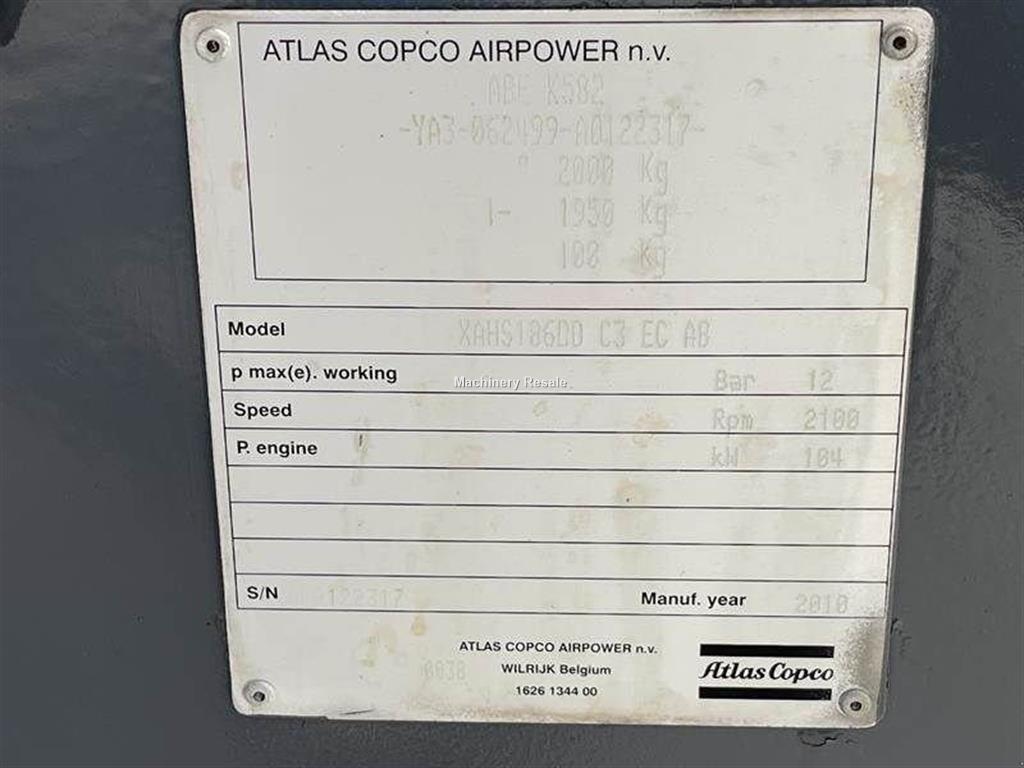 ATLAS COPCO AIRPOWER n.v.
ABE K582
-YA3-062499-A0122317-
2000 Kg
1- 1950 Kg
100 Kg
Model XAHS186DD C3 EC AB
p max(e). working Bar 12
Machinery Resale
Speed Rpm 2100
P. engine kW 104
S/N 122317 Manuf. year 2010
ATLAS COPCO AIRPOWER n.v.
0038 WILRIJK Belgium
1626 1344 00
Atlas Copco